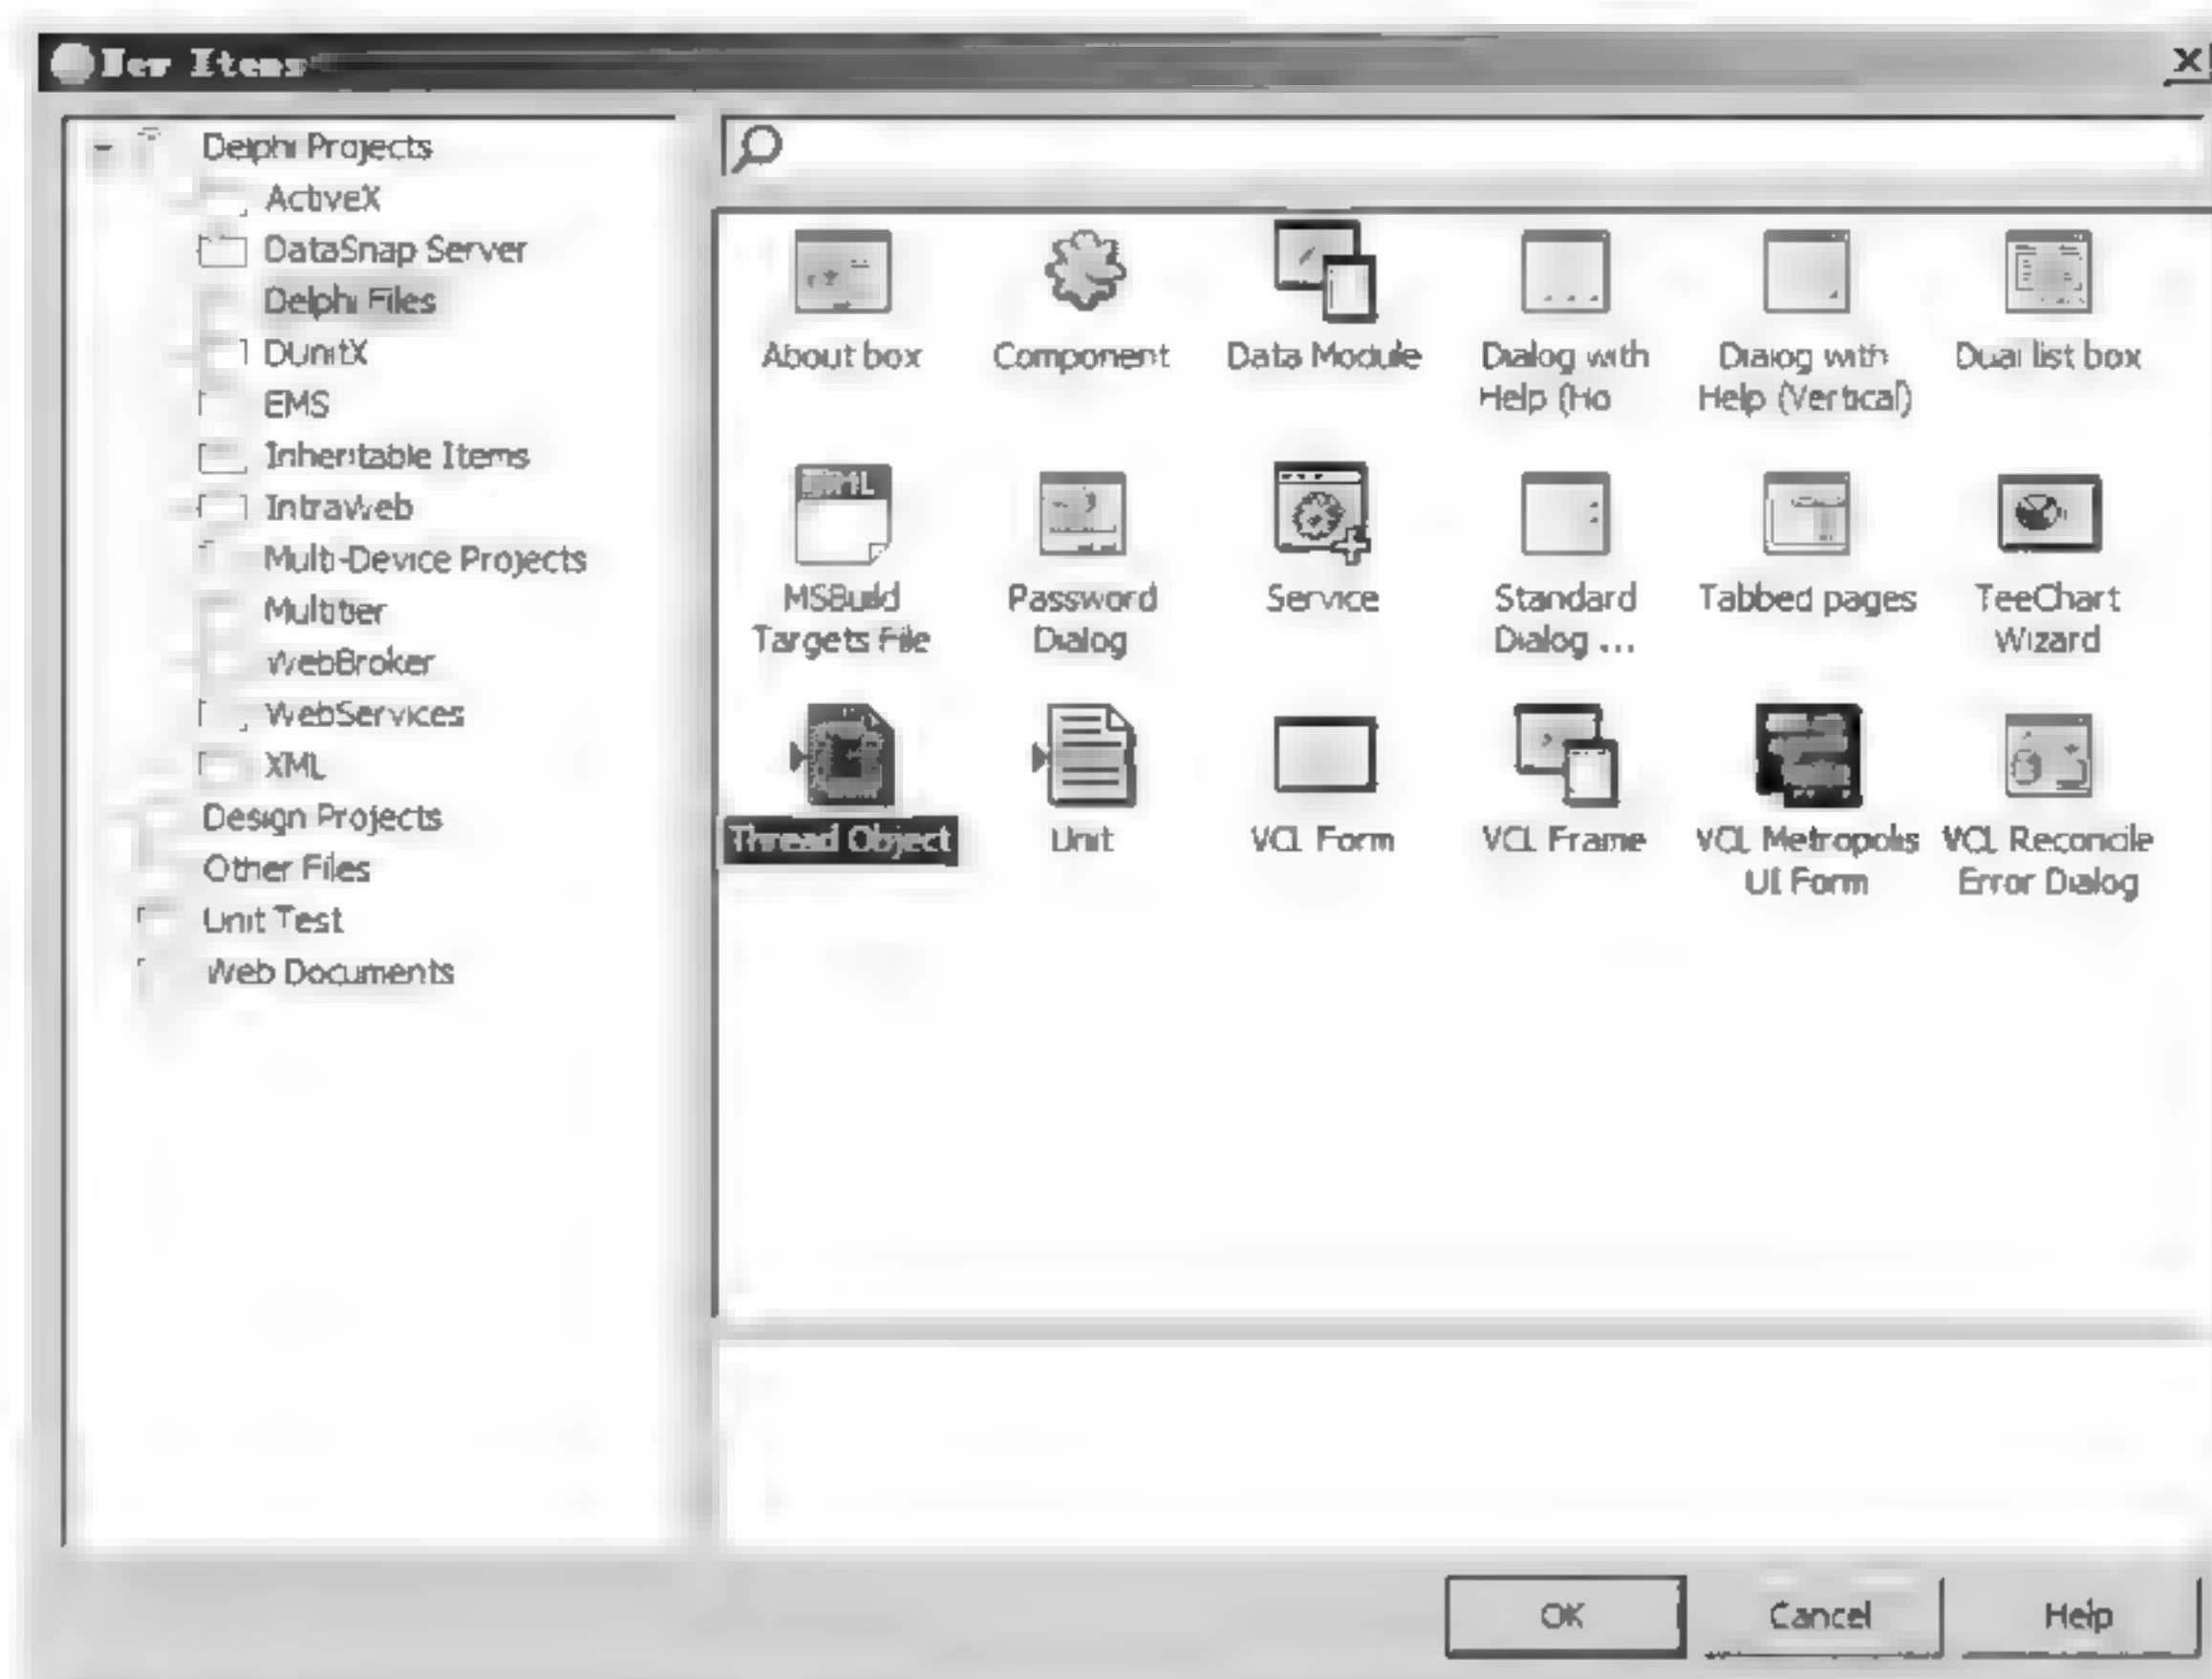 New Items
Delphi Projects
ActiveX
DataSnap Server
Delphi Files
DUnitX
EMS
Inheritable Items
IntraWeb
Multi-Device Projects
Multitier
WebBroker
WebServices
XML
Design Projects
Other Files
Unit Test
Web Documents
About box
Component
Data Module
Dialog with
Help (Ho
Dialog with
Help (Vertical)
Dual list box
MSBuild
Targets File
Password
Dialog
Service
Standard
Dialog ...
Tabbed pages
TeeChart
Wizard
Thread Object
Unit
VCL Form
VCL Frame
VCL Metropolis
UI Form
VCL Reconcile
Error Dialog
OK
Cancel
Help